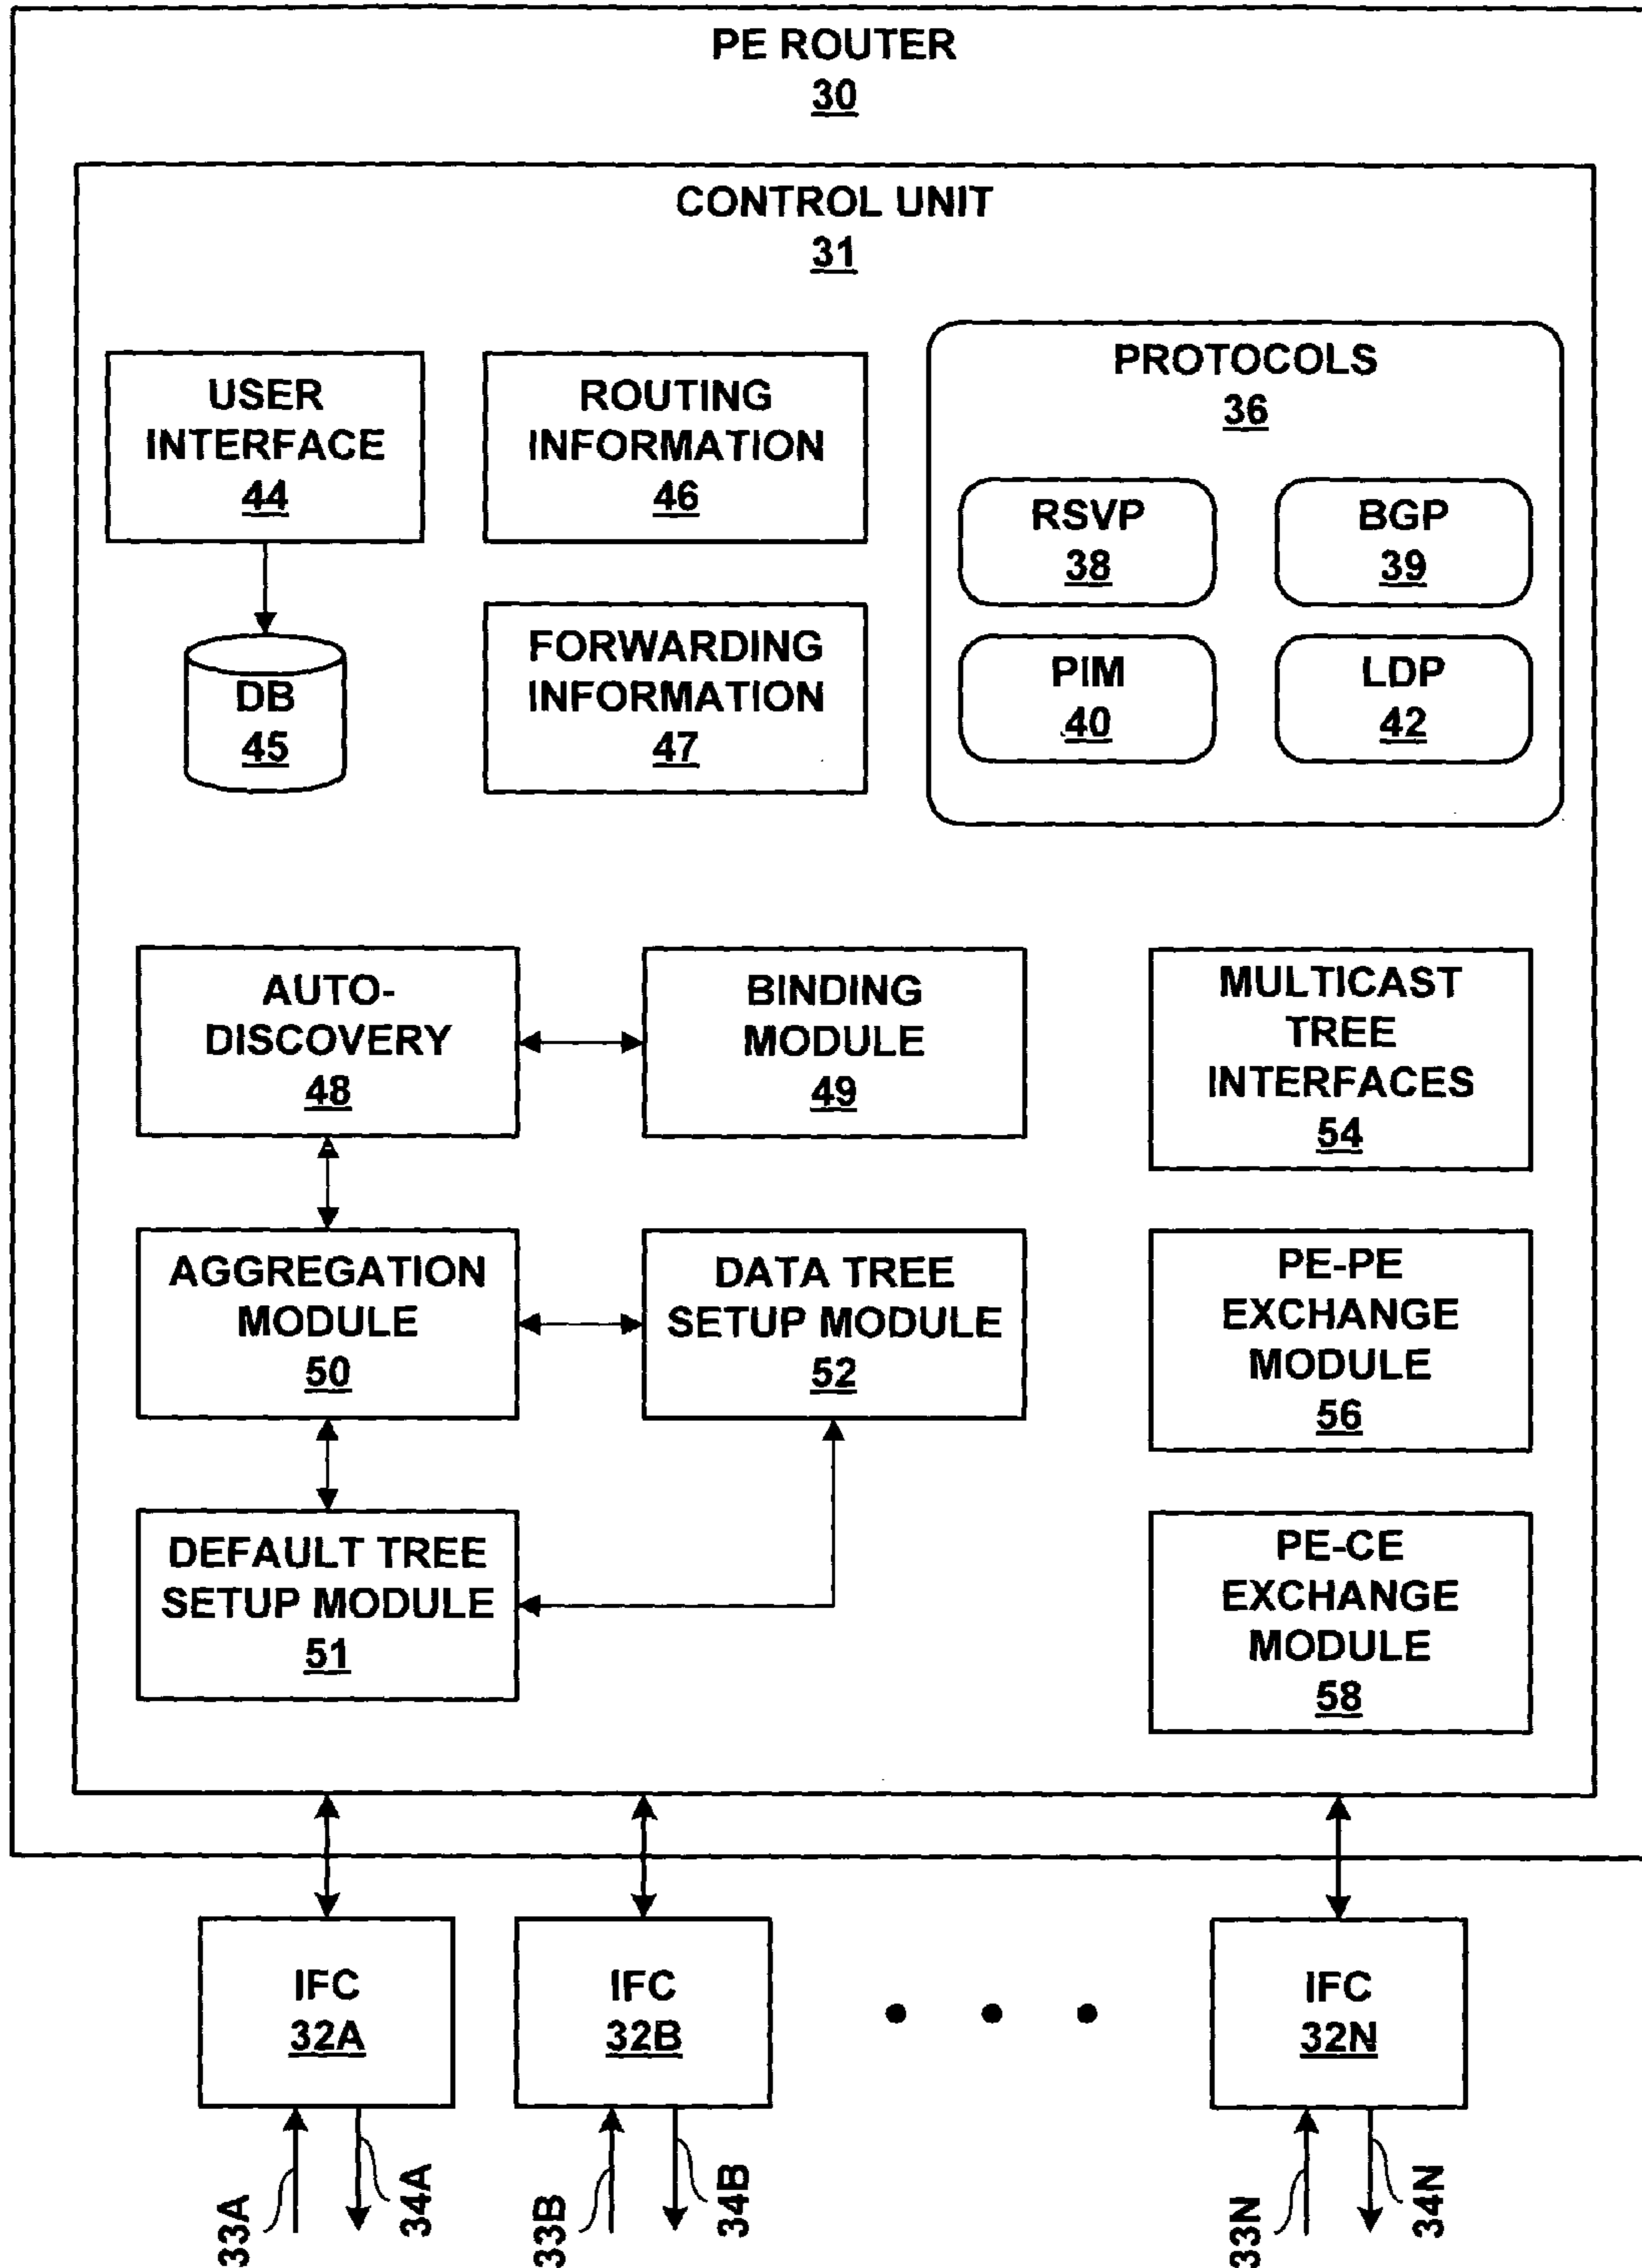 PE ROUTER
30
CONTROL UNIT
31
USER
INTERFACE
44
DB
45
ROUTING
INFORMATION
46
FORWARDING
INFORMATION
47
PROTOCOLS
36
RSVP
38
BGP
39
PIM
40
LDP
42
AUTO-
DISCOVERY
48
BINDING
MODULE
49
MULTICAST
TREE
INTERFACES
54
AGGREGATION
MODULE
50
DATA TREE
SETUP MODULE
52
PE-PE
EXCHANGE
MODULE
56
DEFAULT TREE
SETUP MODULE
51
PE-CE
EXCHANGE
MODULE
58
IFC
32A
IFC
32B
IFC
32N
33A
34A
33B
34B
33N
34N